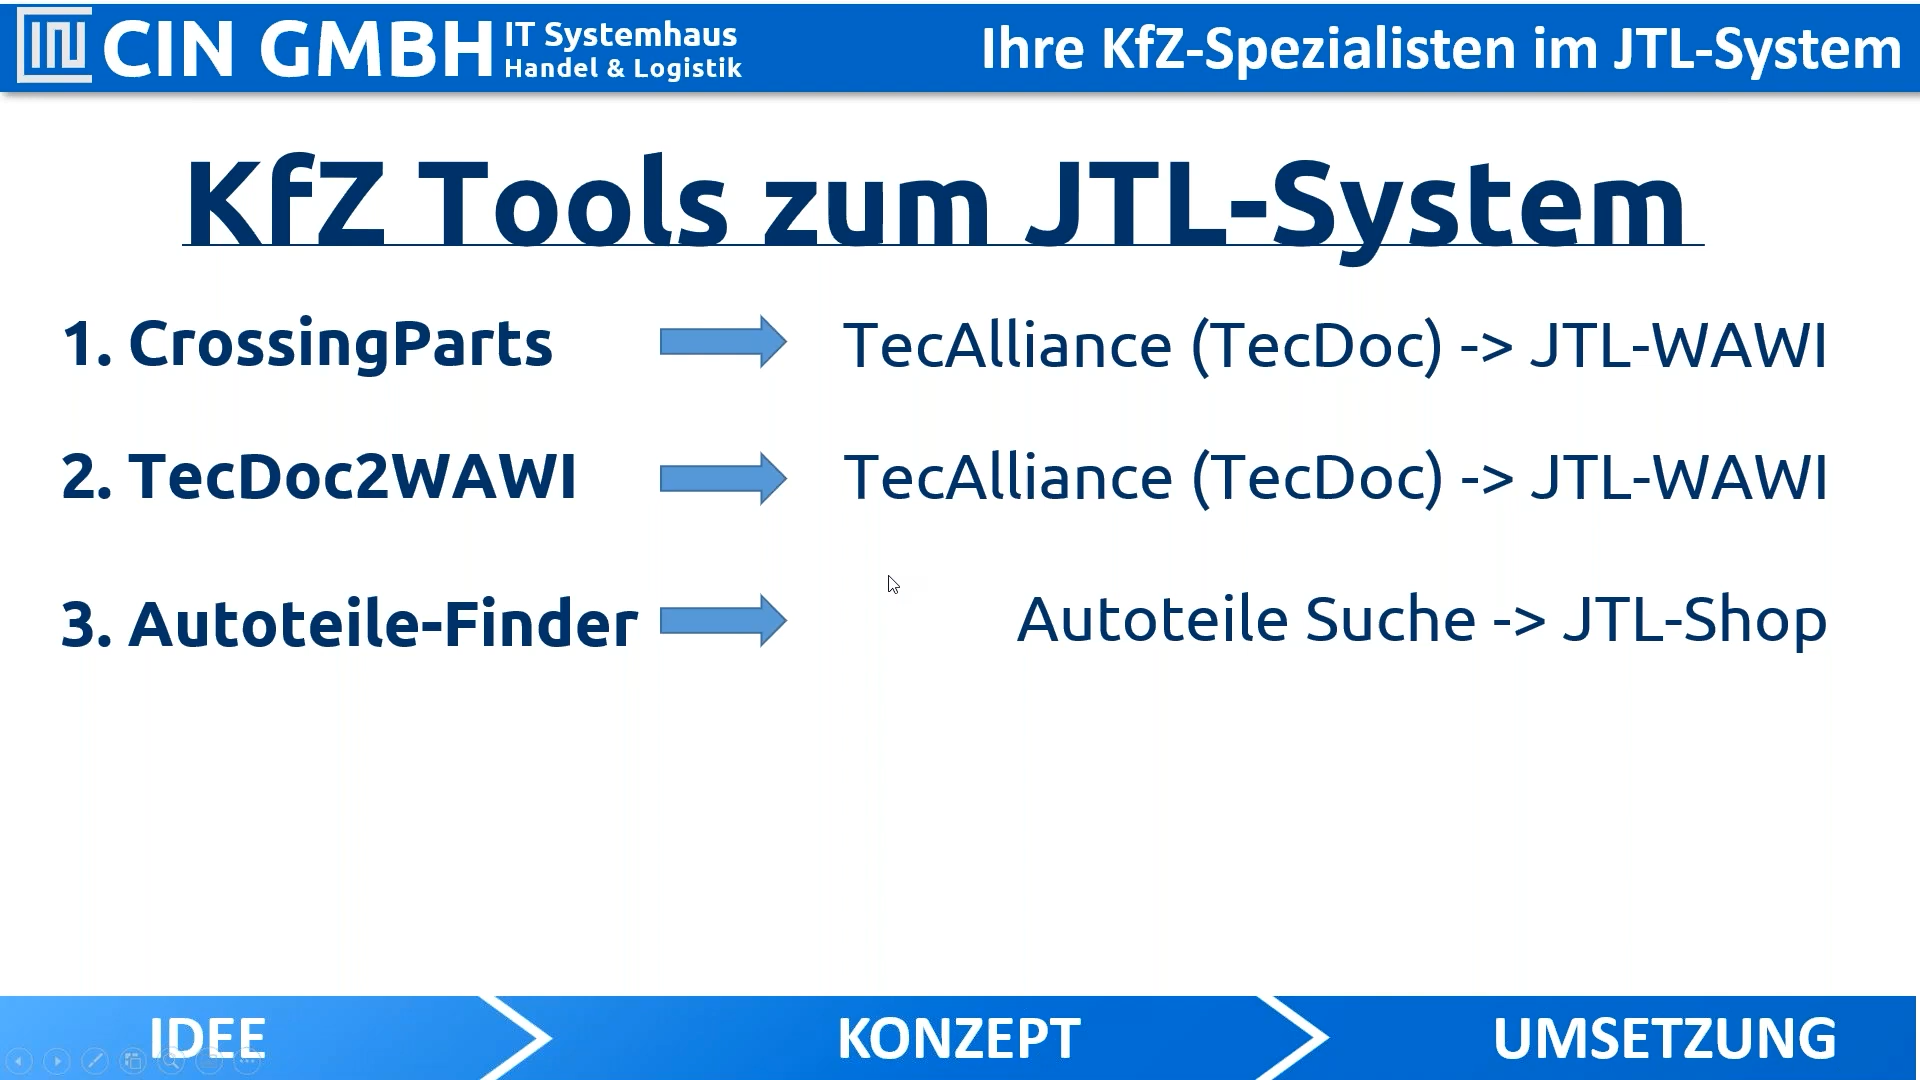 CIN GMBH
IT Systemhaus
Handel & Logistik
Ihre KfZ-Spezialisten im JTL-System
KfZ Tools zum JTL-System
1. CrossingParts TecAlliance (TecDoc) -> JTL-WAWI
2. TecDoc2WAWI TecAlliance (TecDoc) -> JTL-WAWI
3. Autoteile-Finder Autoteile Suche -> JTL-Shop
IDEE KONZEPT UMSETZUNG